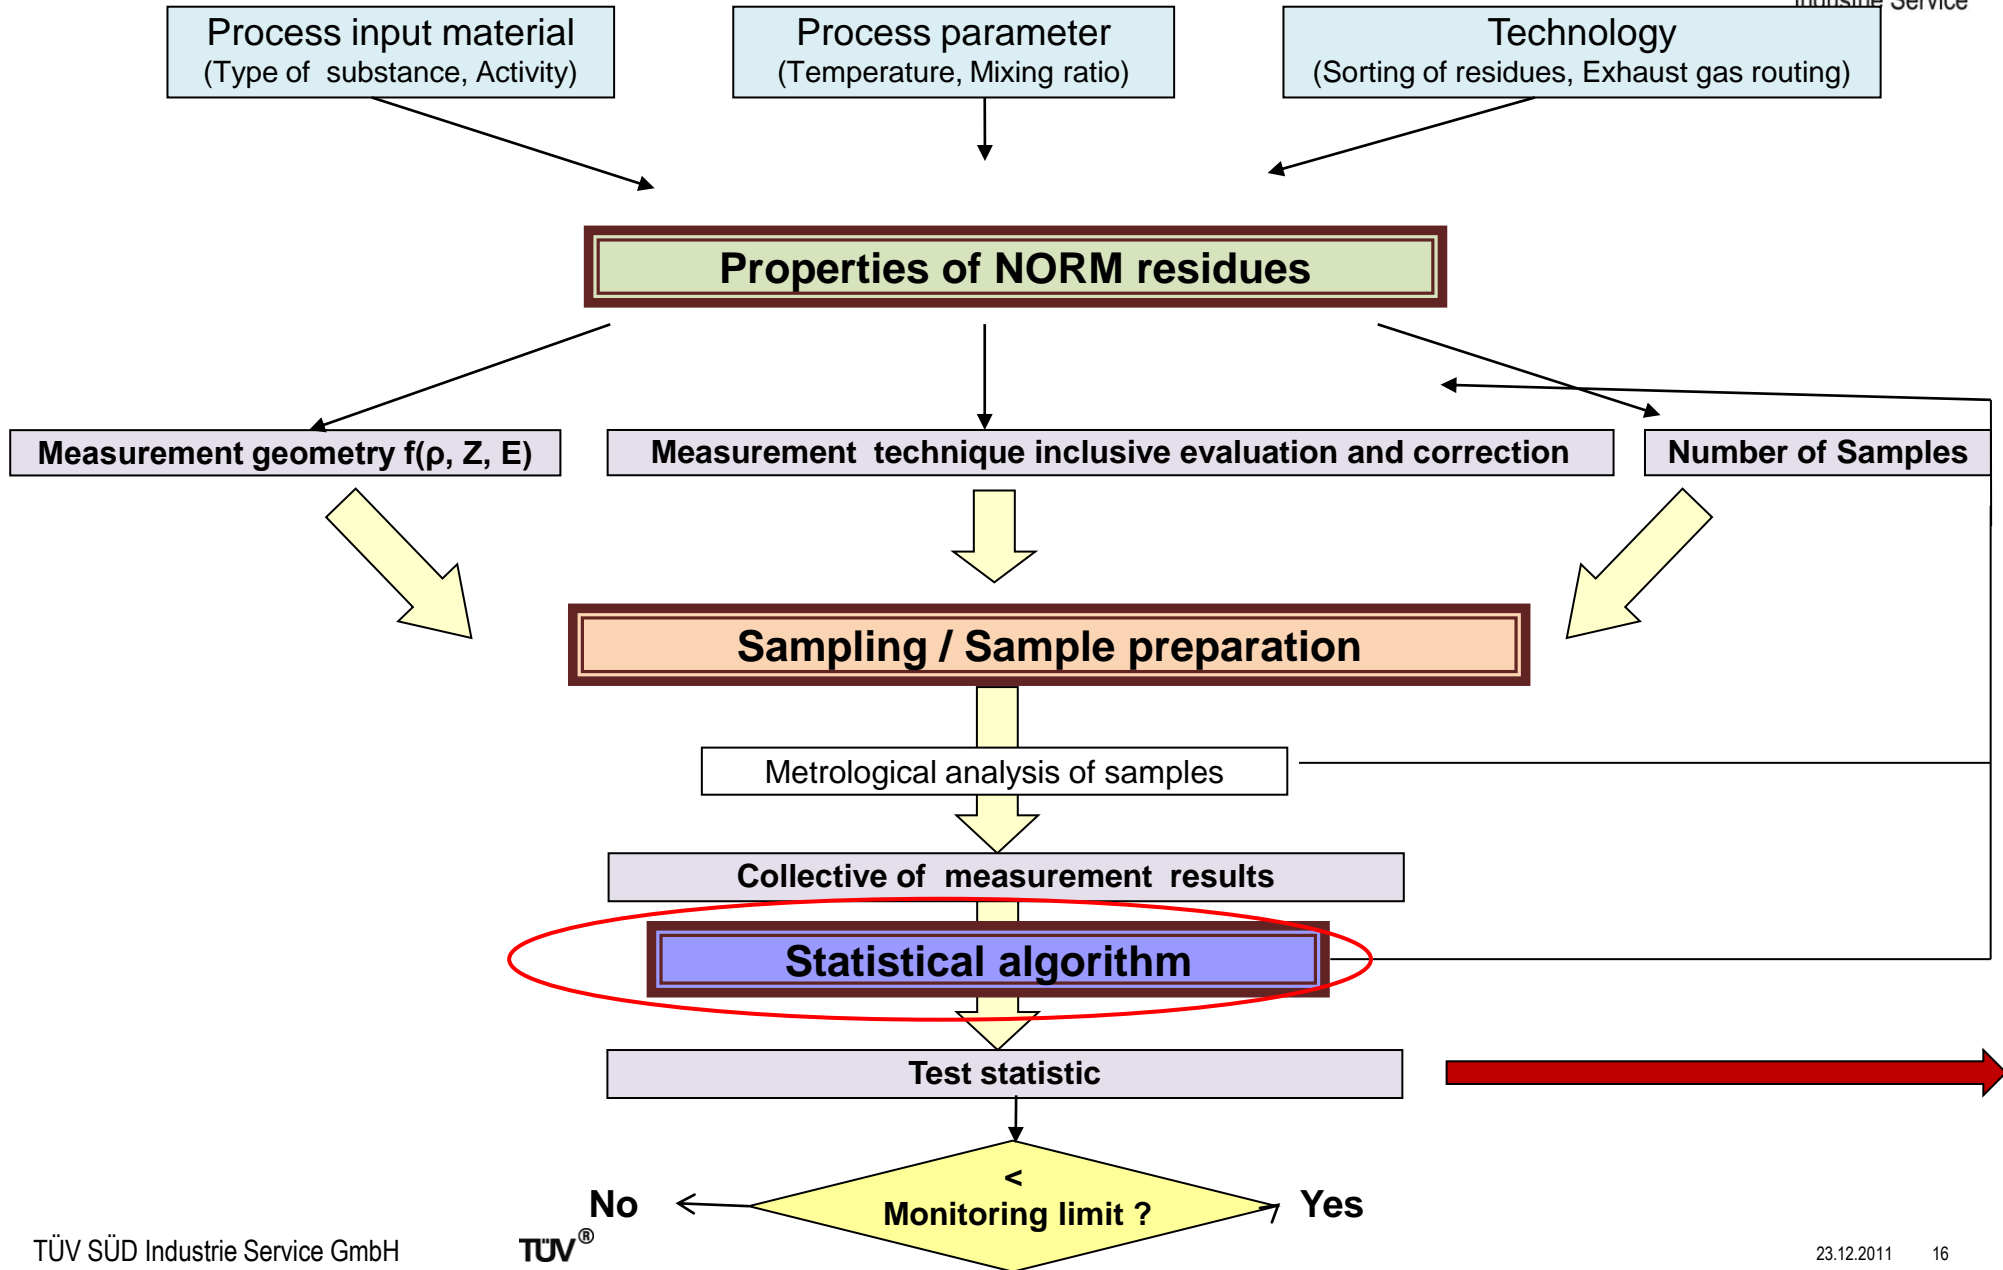 Industrie Service
Process input material
(Type of substance, Activity)
Process parameter
(Temperature, Mixing ratio)
Technology
(Sorting of residues, Exhaust gas routing)
Properties of NORM residues
Measurement geometry f(ρ, Z, E)
Measurement technique inclusive evaluation and correction
Number of Samples
Sampling / Sample preparation
Metrological analysis of samples
Collective of measurement results
Statistical algorithm
Test statistic
<
Monitoring limit ?
No
Yes
TÜV SÜD Industrie Service GmbH
TÜV®
23.12.2011 16